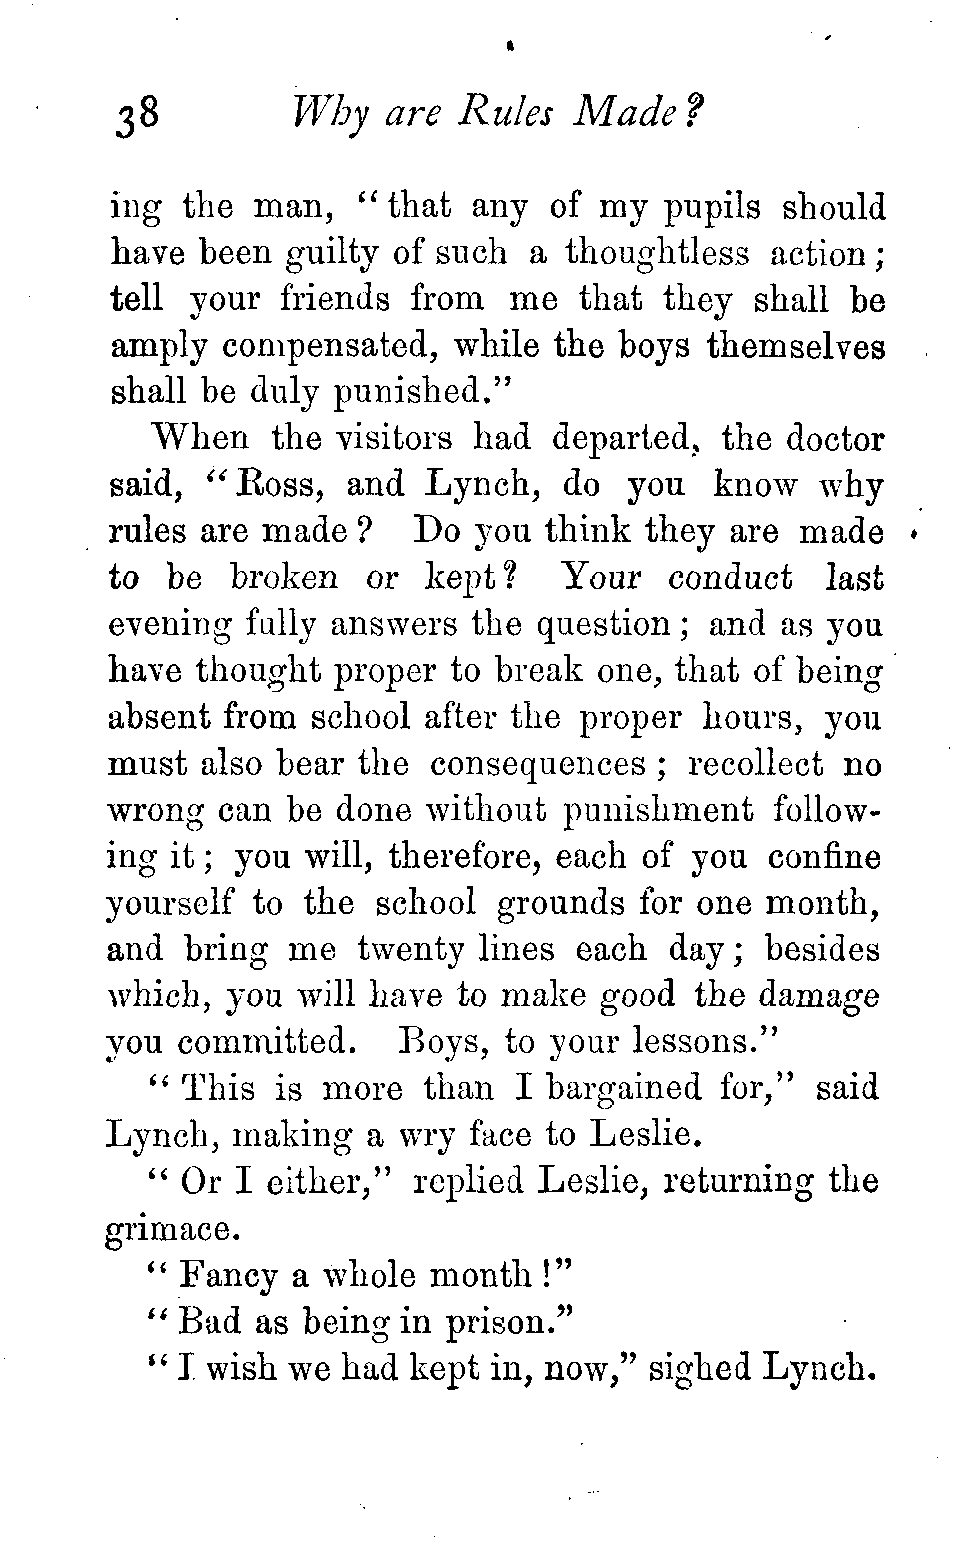 38 Why are Rules Made?
ing the man, "that any of my pupils should
have been guilty of such a thoughtless action;
tell your friends from me that they shall be
amply compensated, while the boys themselves
shall be duly punished."
When the visitors had departed, the doctor
said, "Ross, and Lynch, do you know why
rules are made? Do you think they are made
to be broken or kept? Your conduct last
evening fully answers the question; and as you
have thought proper to break one, that of being
absent from school after the proper hours, you
must also bear the consequences; recollect no
wrong can be done without punishment follow-
ing it; you will, therefore, each of you confine
yourself to the school grounds for one month,
and bring me twenty lines each day; besides
which, you will have to make good the damage
you committed. Boys, to your lessons."
"This is more than I bargained for," said
Lynch, making a wry face to Leslie.
"Or I either," replied Leslie, returning the
grimace.
"Fancy a whole month!"
"Bad as being in prison."
"I wish we had kept in, now," sighed Lynch.